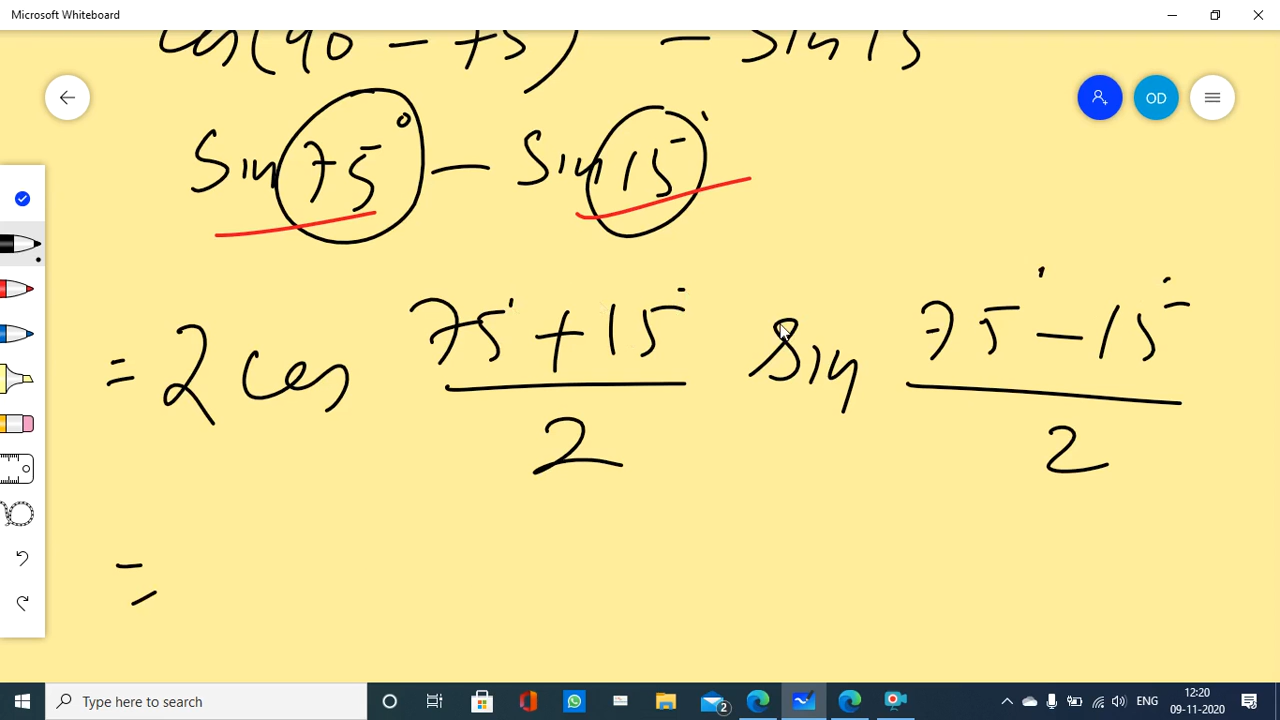 Microsoft Whiteboard
cos(90 - 75) - sin 15
OD
Sin 75° - Sin 15°
= 2 cos (75° + 15°)/2 sin (75° - 15°)/2
=
Type here to search
2
ENG
12:20
09-11-2020